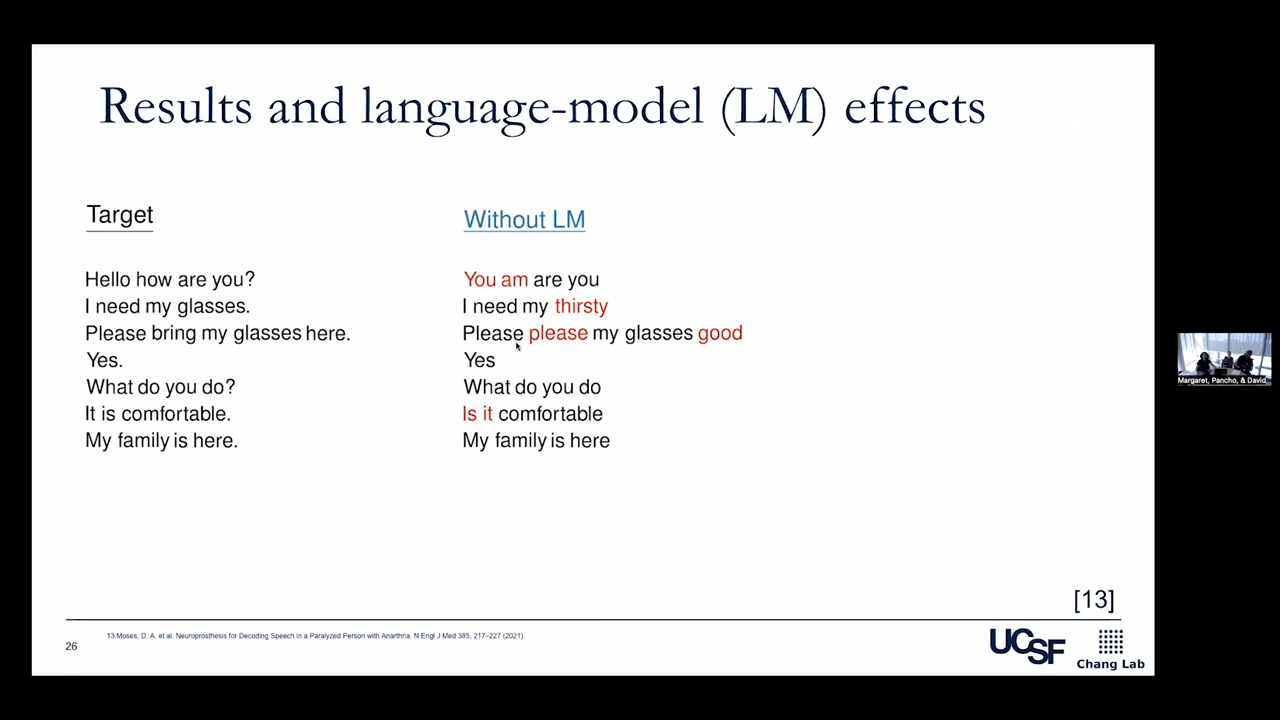 Results and language-model (LM) effects
Target
Without LM
Hello how are you?
You am are you
I need my glasses.
I need my thirsty
Please bring my glasses here.
Please please my glasses good
Yes.
Yes
What do you do?
What do you do
It is comfortable.
Is it comfortable
My family is here.
My family is here
Margaret, Pancho, & David
[13]
13.Moses, D. A. et al. Neuroprosthesis for Decoding Speech in a Paralyzed Person with Anarthria. N Engl J Med 385, 217–227 (2021).
26
UCSF
Chang Lab